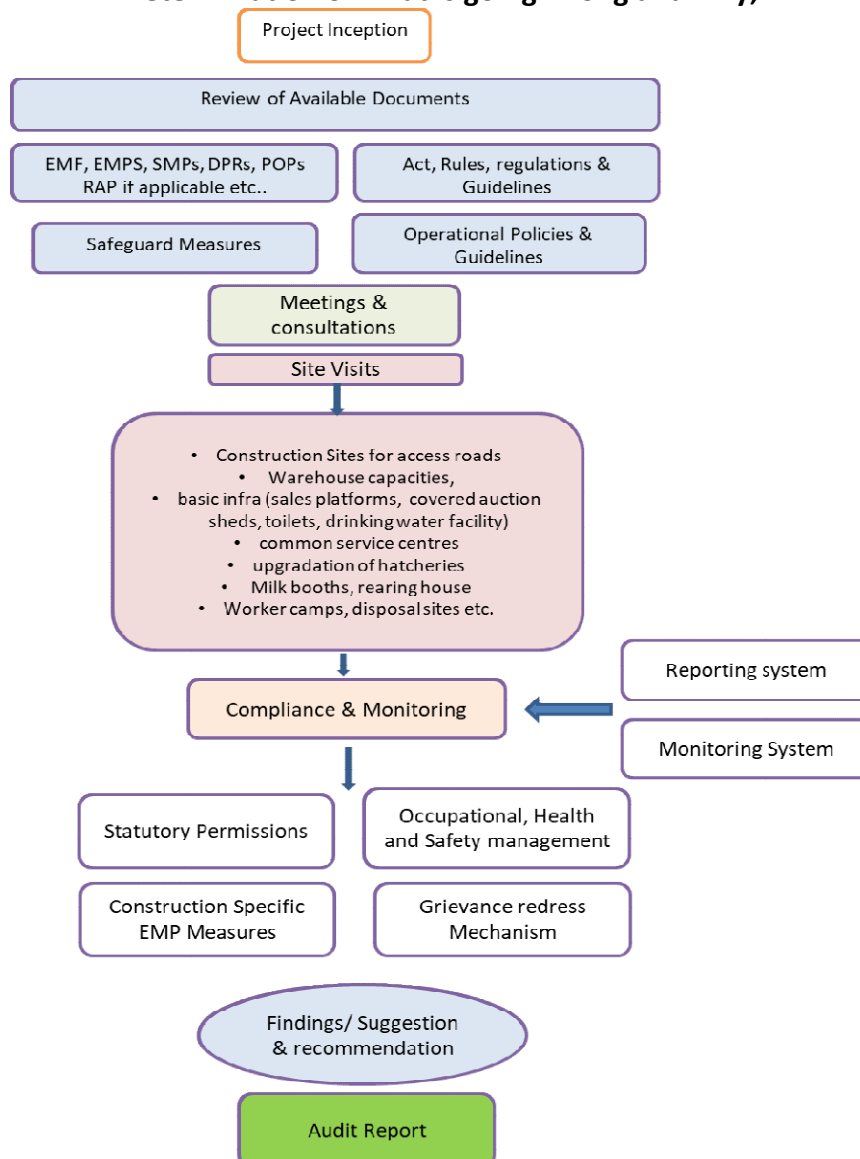 Project Inception
Review of Available Documents
EMF, EMPS, SMPs, DPRs, POPs
RAP if applicable etc..
Act, Rules, regulations &
Guidelines
Safeguard Measures
Operational Policies &
Guidelines
Meetings &
consultations
Site Visits
• Construction Sites for access roads
• Warehouse capacities,
• basic infra (sales platforms, covered auction
sheds, toilets, drinking water facility)
• common service centres
• upgradation of hatcheries
• Milk booths, rearing house
• Worker camps, disposal sites etc.
Reporting system
Compliance & Monitoring
Monitoring System
Statutory Permissions
Occupational, Health
and Safety management
Construction Specific
EMP Measures
Grievance redress
Mechanism
Findings/ Suggestion
& recommendation
Audit Report